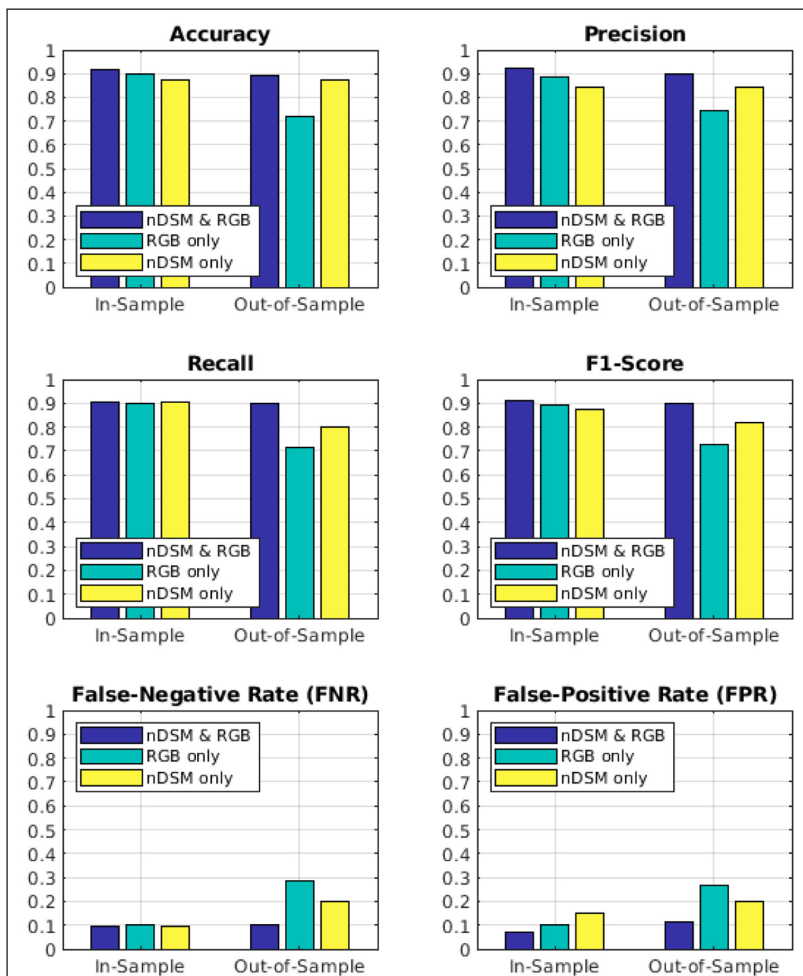 Accuracy
1
0.9
0.8
0.7
0.6
0.5
0.4
0.3
0.2
0.1
0
nDSM & RGB
RGB only
nDSM only
In-Sample
Out-of-Sample
Precision
1
0.9
0.8
0.7
0.6
0.5
0.4
0.3
0.2
0.1
0
nDSM & RGB
RGB only
nDSM only
In-Sample
Out-of-Sample
Recall
1
0.9
0.8
0.7
0.6
0.5
0.4
0.3
0.2
0.1
0
nDSM & RGB
RGB only
nDSM only
In-Sample
Out-of-Sample
F1-Score
1
0.9
0.8
0.7
0.6
0.5
0.4
0.3
0.2
0.1
0
nDSM & RGB
RGB only
nDSM only
In-Sample
Out-of-Sample
False-Negative Rate (FNR)
1
0.9
0.8
0.7
0.6
0.5
0.4
0.3
0.2
0.1
0
nDSM & RGB
RGB only
nDSM only
In-Sample
Out-of-Sample
False-Positive Rate (FPR)
1
0.9
0.8
0.7
0.6
0.5
0.4
0.3
0.2
0.1
0
nDSM & RGB
RGB only
nDSM only
In-Sample
Out-of-Sample